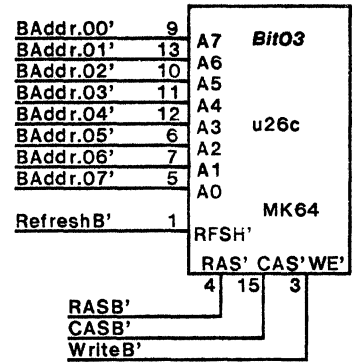 BAddr.00' 9 A7 Bit03
BAddr.01' 13 A6
BAddr.02' 10 A5
BAddr.03' 11 A4
BAddr.04' 12 A3 u26c
BAddr.05' 6 A2
BAddr.06' 7 A1
BAddr.07' 5 A0
MK64
RefreshB' 1 RFSH'
RAS' CAS' WE'
4 15 3
RASB'
CASB'
WriteB'